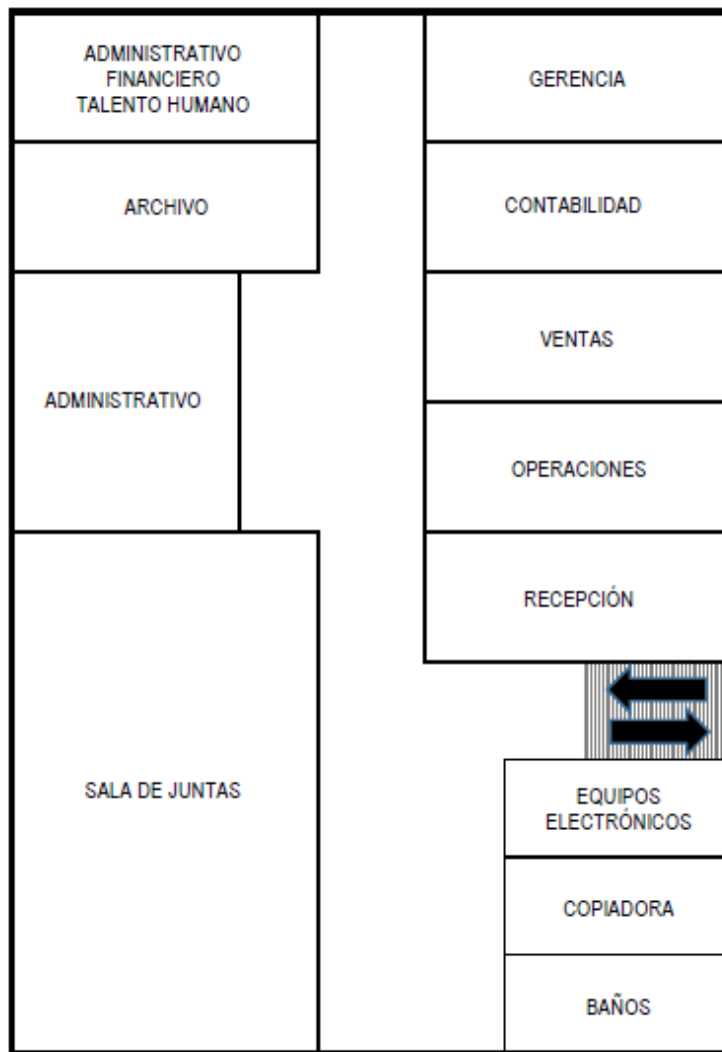 ADMINISTRATIVO
FINANCIERO
TALENTO HUMANO
GERENCIA
ARCHIVO
CONTABILIDAD
VENTAS
ADMINISTRATIVO
OPERACIONES
RECEPCIÓN
SALA DE JUNTAS
EQUIPOS
ELECTRÓNICOS
COPIADORA
BAÑOS